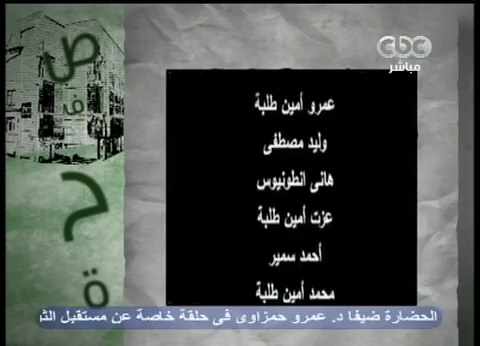 cbc
مباشر
عمرو أمين طلبة
وليد مصطفى
هانى انطونيوس
عزت أمين طلبة
أحمد سمير
محمد أمين طلبة
الحضارة ضيفا د. عمرو حمزاوى فى حلقة خاصة عن مستقبل الثو